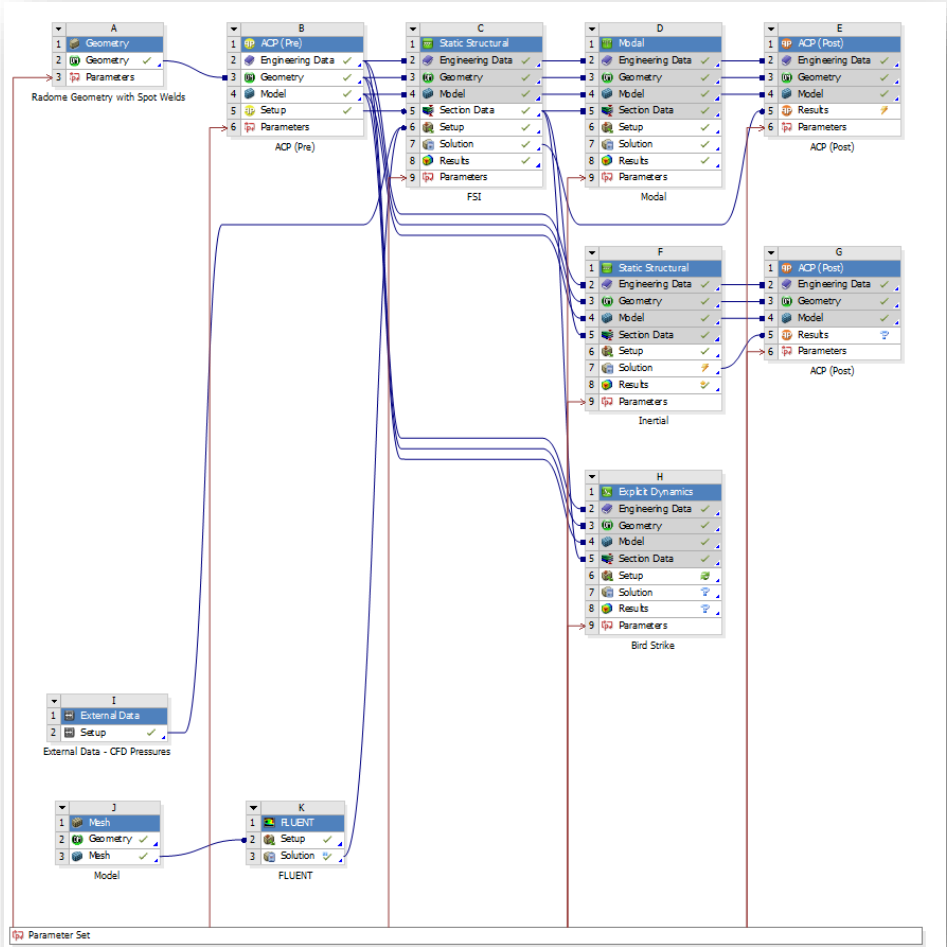 A
1 Geometry
2 Geometry
3 Parameters
Radome Geometry with Spot Welds
B
1 ACP (Pre)
2 Engineering Data
3 Geometry
4 Model
5 Setup
6 Parameters
ACP (Pre)
C
1 Static Structural
2 Engineering Data
3 Geometry
4 Model
5 Section Data
6 Setup
7 Solution
8 Results
9 Parameters
FSI
D
1 Modal
2 Engineering Data
3 Geometry
4 Model
5 Section Data
6 Setup
7 Solution
8 Results
9 Parameters
Modal
E
1 ACP (Post)
2 Engineering Data
3 Geometry
4 Model
5 Results
6 Parameters
ACP (Post)
F
1 Static Structural
2 Engineering Data
3 Geometry
4 Model
5 Section Data
6 Setup
7 Solution
8 Results
9 Parameters
Inertial
G
1 ACP (Post)
2 Engineering Data
3 Geometry
4 Model
5 Results
6 Parameters
ACP (Post)
H
1 Explicit Dynamics
2 Engineering Data
3 Geometry
4 Model
5 Section Data
6 Setup
7 Solution
8 Results
9 Parameters
Bird Strike
I
1 External Data
2 Setup
External Data - CFD Pressures
J
1 Mesh
2 Geometry
3 Mesh
Model
K
1 FLUENT
2 Setup
3 Solution
FLUENT
Parameter Set